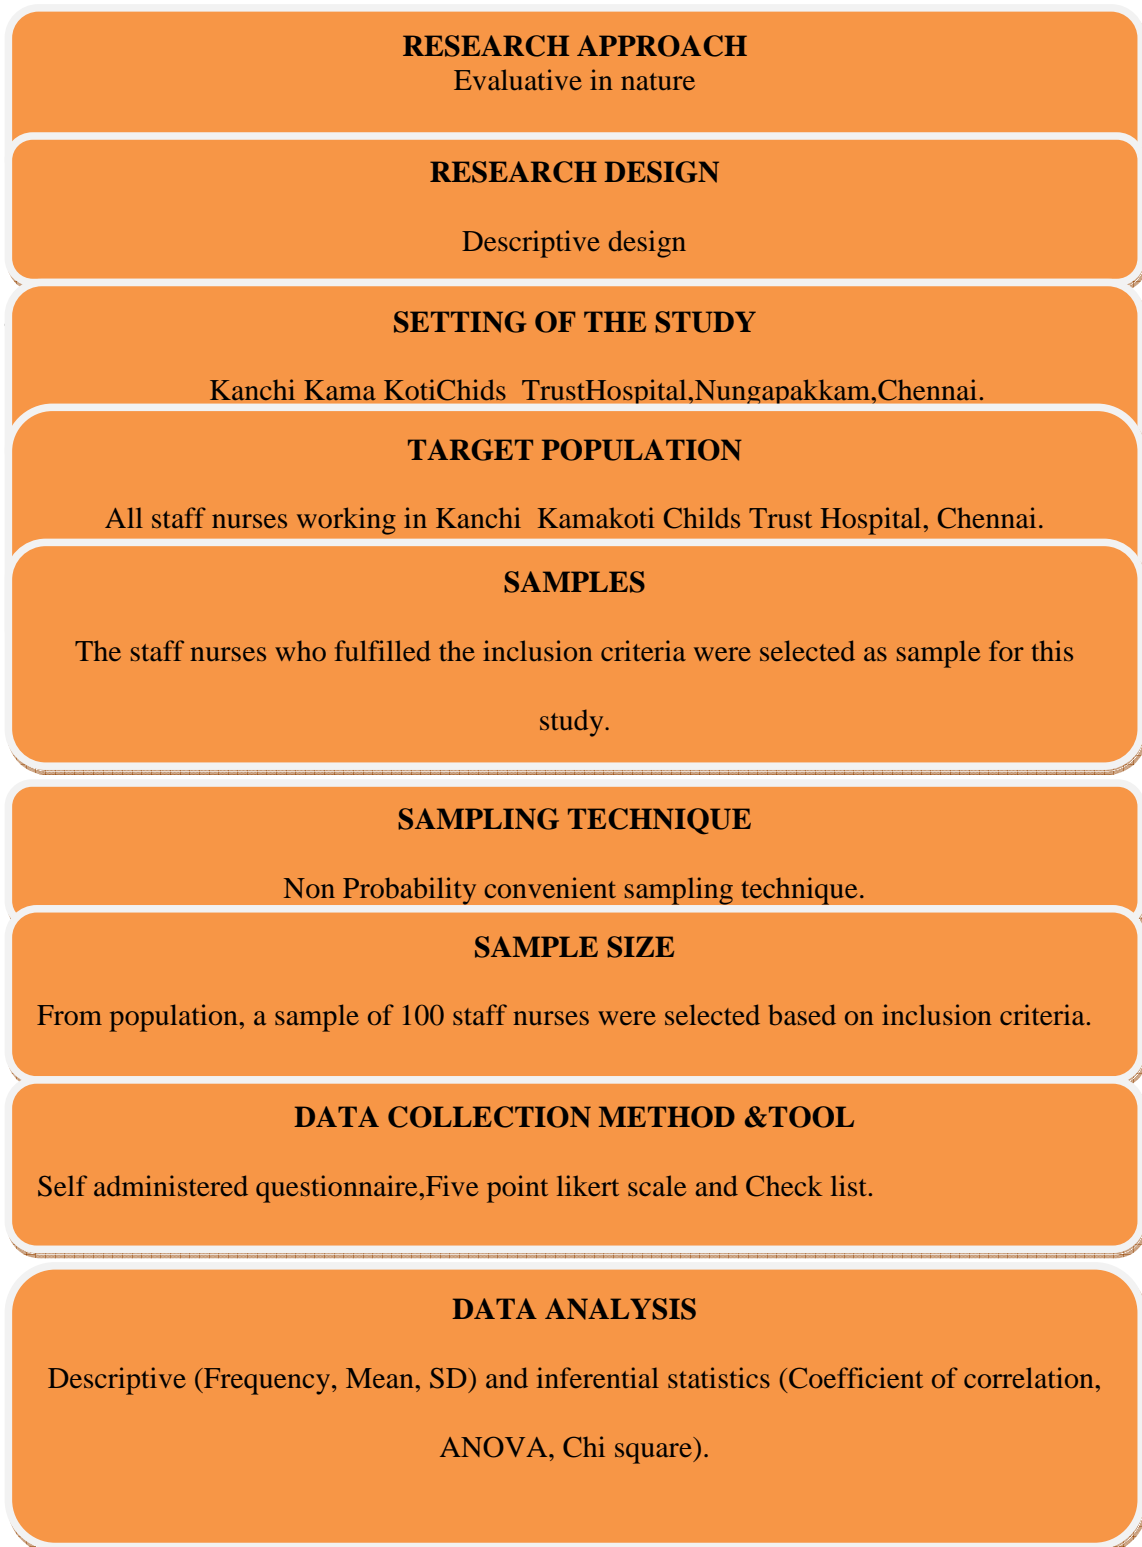 RESEARCH APPROACH
Evaluative in nature
RESEARCH DESIGN
Descriptive design
SETTING OF THE STUDY
Kanchi Kama KotiChids TrustHospital,Nungapakkam,Chennai.
TARGET POPULATION
All staff nurses working in Kanchi Kamakoti Childs Trust Hospital, Chennai.
SAMPLES
The staff nurses who fulfilled the inclusion criteria were selected as sample for this
study.
SAMPLING TECHNIQUE
Non Probability convenient sampling technique.
SAMPLE SIZE
From population, a sample of 100 staff nurses were selected based on inclusion criteria.
DATA COLLECTION METHOD &TOOL
Self administered questionnaire,Five point likert scale and Check list.
DATA ANALYSIS
Descriptive (Frequency, Mean, SD) and inferential statistics (Coefficient of correlation,
ANOVA, Chi square).